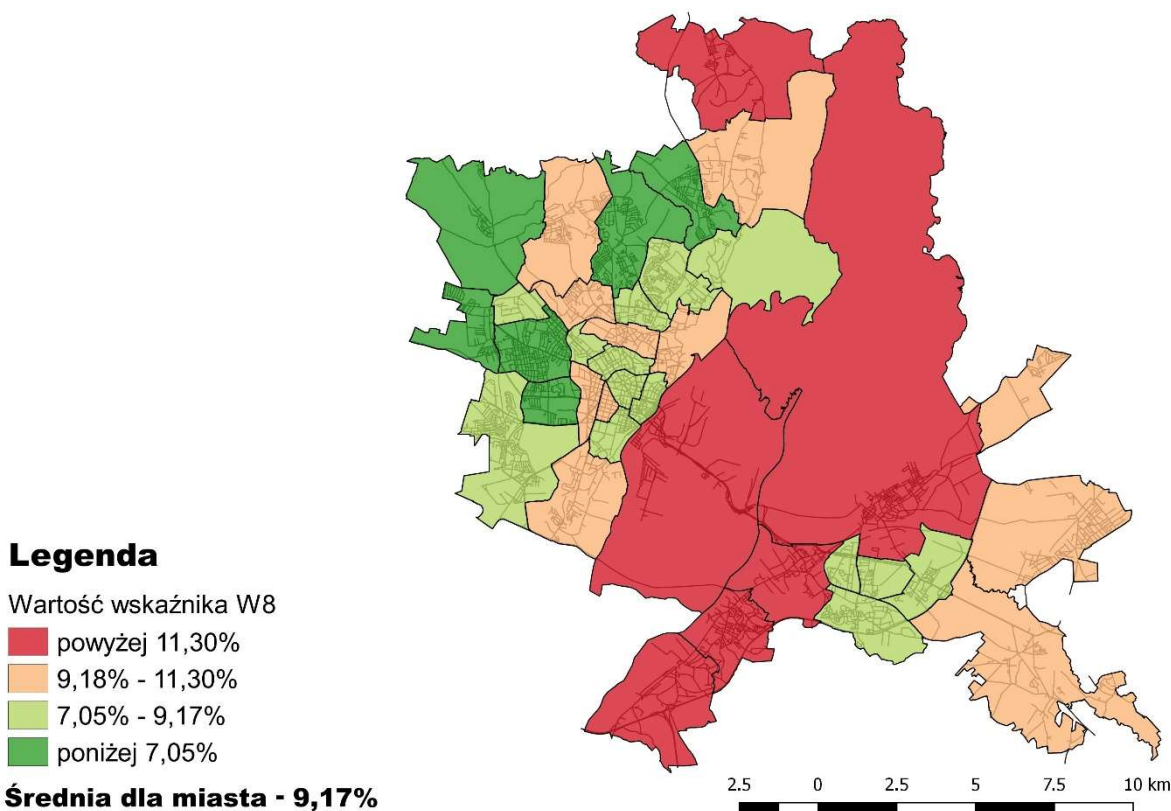 Legenda
Wartość wskaźnika W8
powyżej 11,30%
9,18% - 11,30%
7,05% - 9,17%
poniżej 7,05%
Średnia dla miasta - 9,17%
2.5 0 2.5 5 7.5 10 km